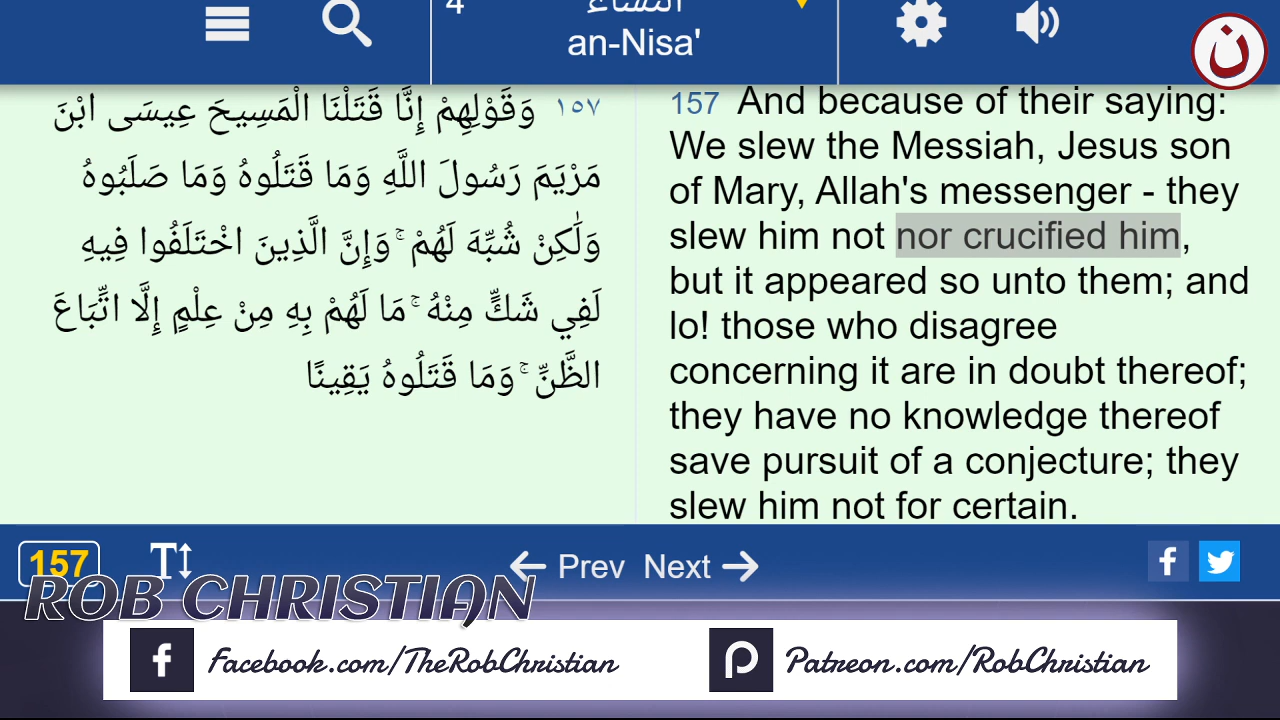 4
النساء
an-Nisa'
ن
١٥٧ وَقَوْلِهِمْ إِنَّا قَتَلْنَا الْمَسِيحَ عِيسَى ابْنَ
مَرْيَمَ رَسُولَ اللَّهِ وَمَا قَتَلُوهُ وَمَا صَلَبُوهُ
وَلَٰكِنْ شُبِّهَ لَهُمْ ۚ وَإِنَّ الَّذِينَ اخْتَلَفُوا فِيهِ
لَفِي شَكٍّ مِنْهُ ۚ مَا لَهُمْ بِهِ مِنْ عِلْمٍ إِلَّا اتِّبَاعَ
الظَّنِّ ۚ وَمَا قَتَلُوهُ يَقِينًا
157 And because of their saying:
We slew the Messiah, Jesus son
of Mary, Allah's messenger - they
slew him not nor crucified him,
but it appeared so unto them; and
lo! those who disagree
concerning it are in doubt thereof;
they have no knowledge thereof
save pursuit of a conjecture; they
slew him not for certain.
157
T↕
← Prev Next →
ROB CHRISTIAN
Facebook.com/TheRobChristian
Patreon.com/RobChristian